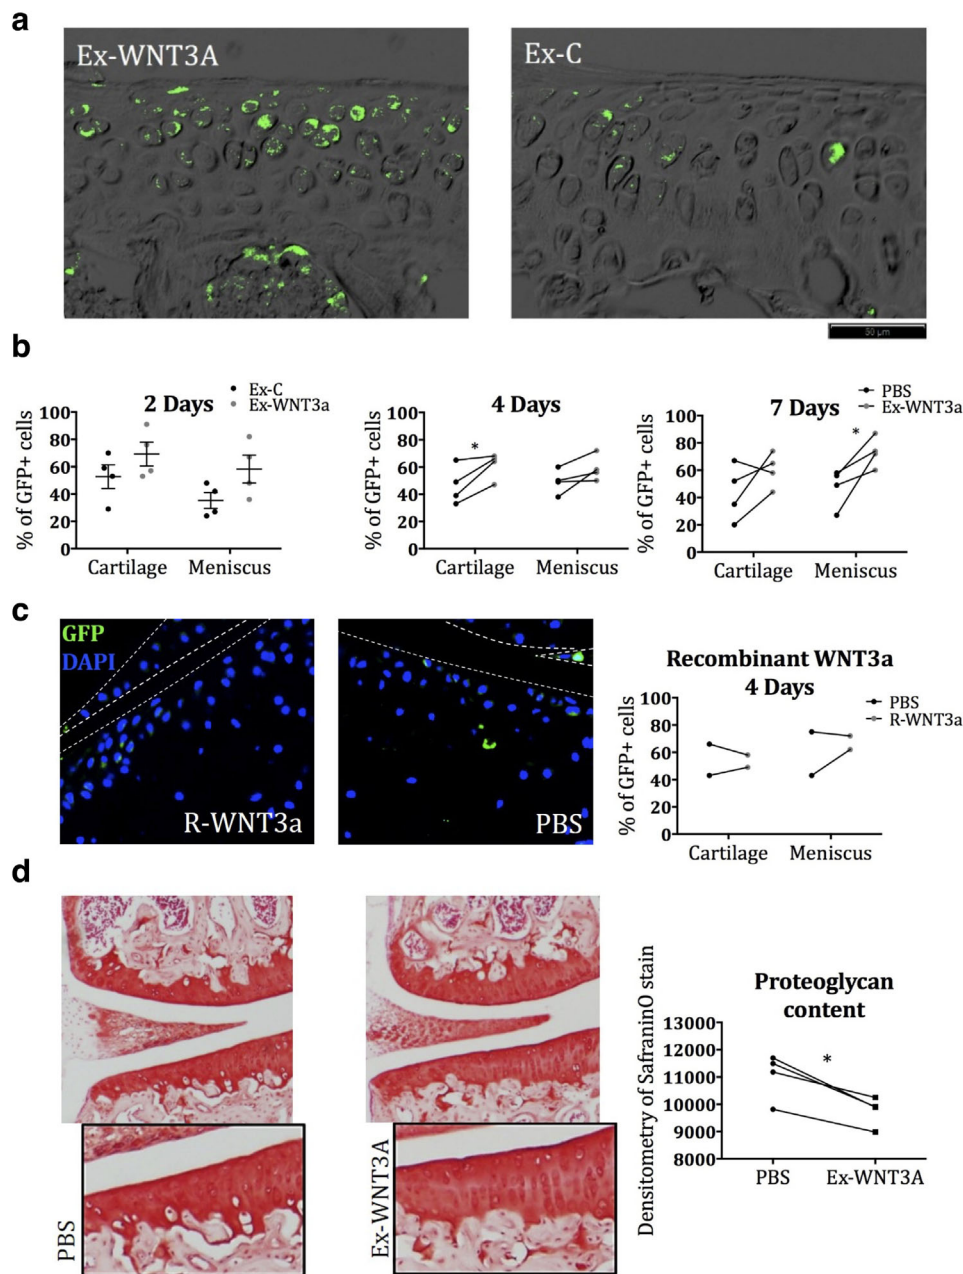 a
Ex-WNT3A
Ex-C
50 µm
b
% of GFP+ cells
100
80
60
40
20
0
2 Days
Ex-C
Ex-WNT3a
Cartilage
Meniscus
% of GFP+ cells
100
80
60
40
20
0
4 Days
*
Cartilage
Meniscus
% of GFP+ cells
100
80
60
40
20
0
7 Days
PBS
Ex-WNT3a
*
Cartilage
Meniscus
c
GFP
DAPI
R-WNT3a
PBS
Recombinant WNT3a
4 Days
% of GFP+ cells
100
80
60
40
20
0
PBS
R-WNT3a
Cartilage
Meniscus
d
PBS
Ex-WNT3A
Proteoglycan
content
Densitometry of SafraninO stain
13000
12000
11000
10000
9000
8000
*
PBS
Ex-WNT3A